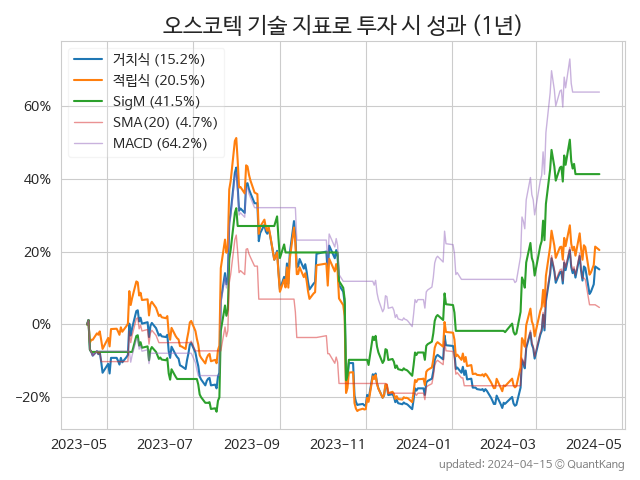 오스코텍 기술 지표로 투자 시 성과 (1년)
거치식 (15.2%)
적립식 (20.5%)
SigM (41.5%)
SMA(20) (4.7%)
MACD (64.2%)
60%
40%
20%
0%
−20%
2023-05 2023-07 2023-09 2023-11 2024-01 2024-03 2024-05
updated: 2024-04-15 © QuantKang